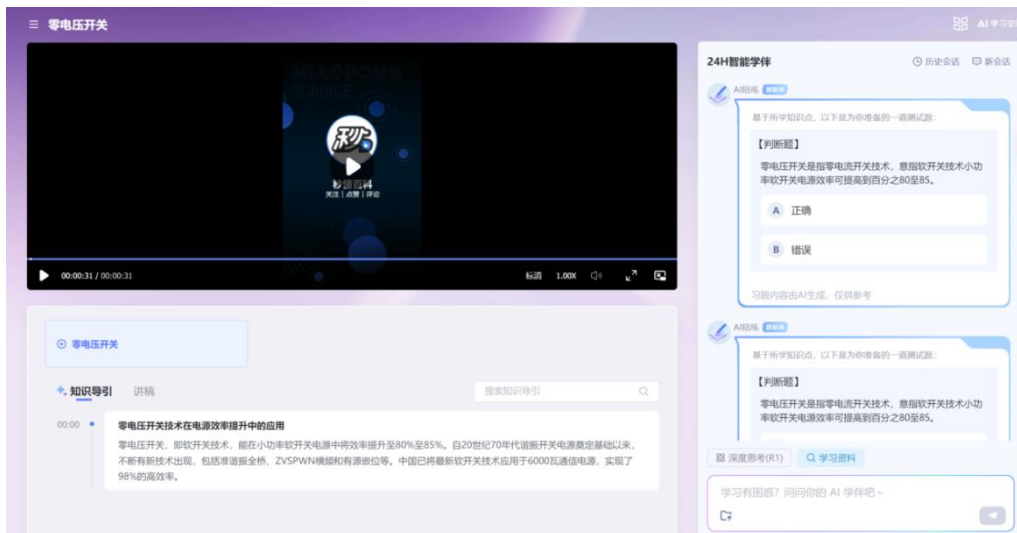 零电压开关
AI 学习空
MIAODONG
BAIKE
秒懂
秒懂百科
关注 | 点赞 | 评论
00:00:31 / 00:00:31
标清 1.00X
零电压开关
知识导引 讲稿
搜索知识导引
00:00 零电压开关技术在电源效率提升中的应用
零电压开关，即软开关技术，能在小功率软开关电源中将效率提升至80%至85%。自20世纪70年代谐振开关电源奠定基础以来，
不断有新技术出现，包括准谐振全桥、ZVSPWN横频和有源嵌位等。中国已将最新软开关技术应用于6000瓦通信电源，实现了
98%的高效率。
24H智能学伴 历史会话 新会话
AI陪练
基于所学知识点，以下是为你准备的一道测试题：
【判断题】
零电压开关是指零电流开关技术，意指软开关技术小功
率软开关电源效率可提高到百分之80至85。
A 正确
B 错误
习题内容由AI生成，仅供参考
AI陪练
基于所学知识点，以下是为你准备的一道测试题：
【判断题】
零电压开关是指零电流开关技术，意指软开关技术小功
率软开关电源效率可提高到百分之80至85。
深度思考(R1) 学习资料
学习有困惑？问问你的 AI 学伴吧~